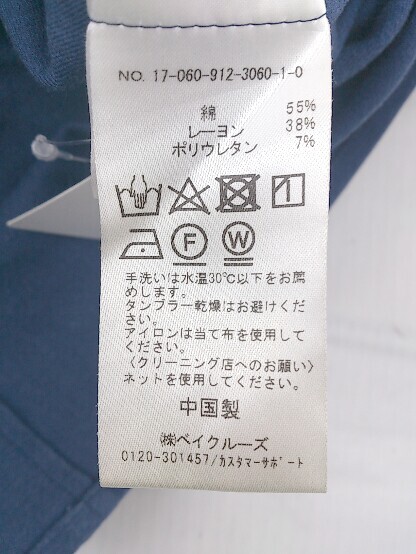 NO. 17-060-912-3060-1-0
綿 55%
レーヨン 38%
ポリウレタン 7%
F W
手洗いは水温30℃以下をお薦
めします。
タンブラー乾燥はお避けくださ
い。
アイロンは当て布を使用して
ください。
〈クリーニング店へのお願い〉
ネットを使用してください。
中国製
㈱ベイクルーズ
0120-301457/カスタマーサポート